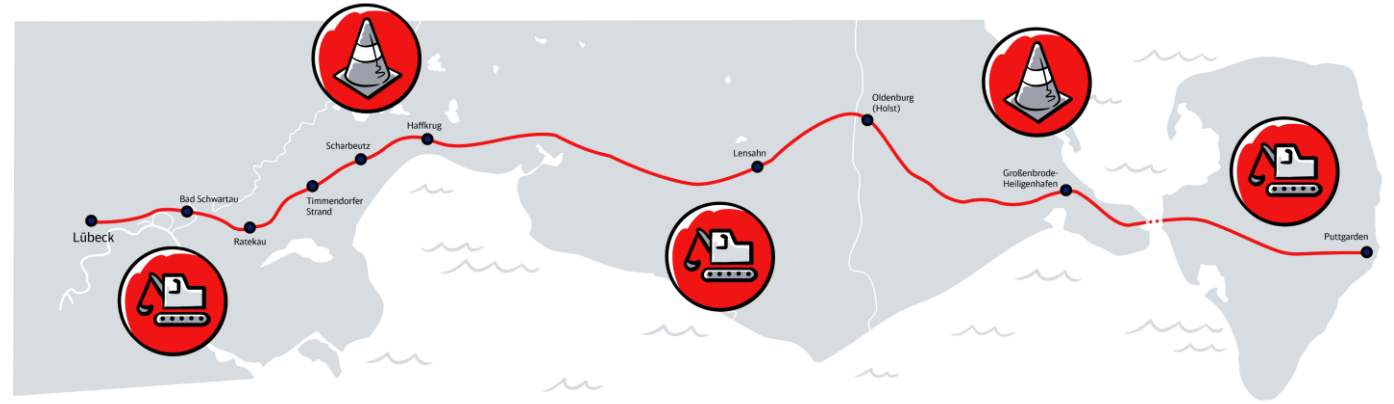 Lübeck
Bad Schwartau
Ratekau
Timmendorfer
Strand
Scharbeutz
Haffkrug
Lensahn
Oldenburg
(Holst)
Großenbrode-
Heiligenhafen
Puttgarden